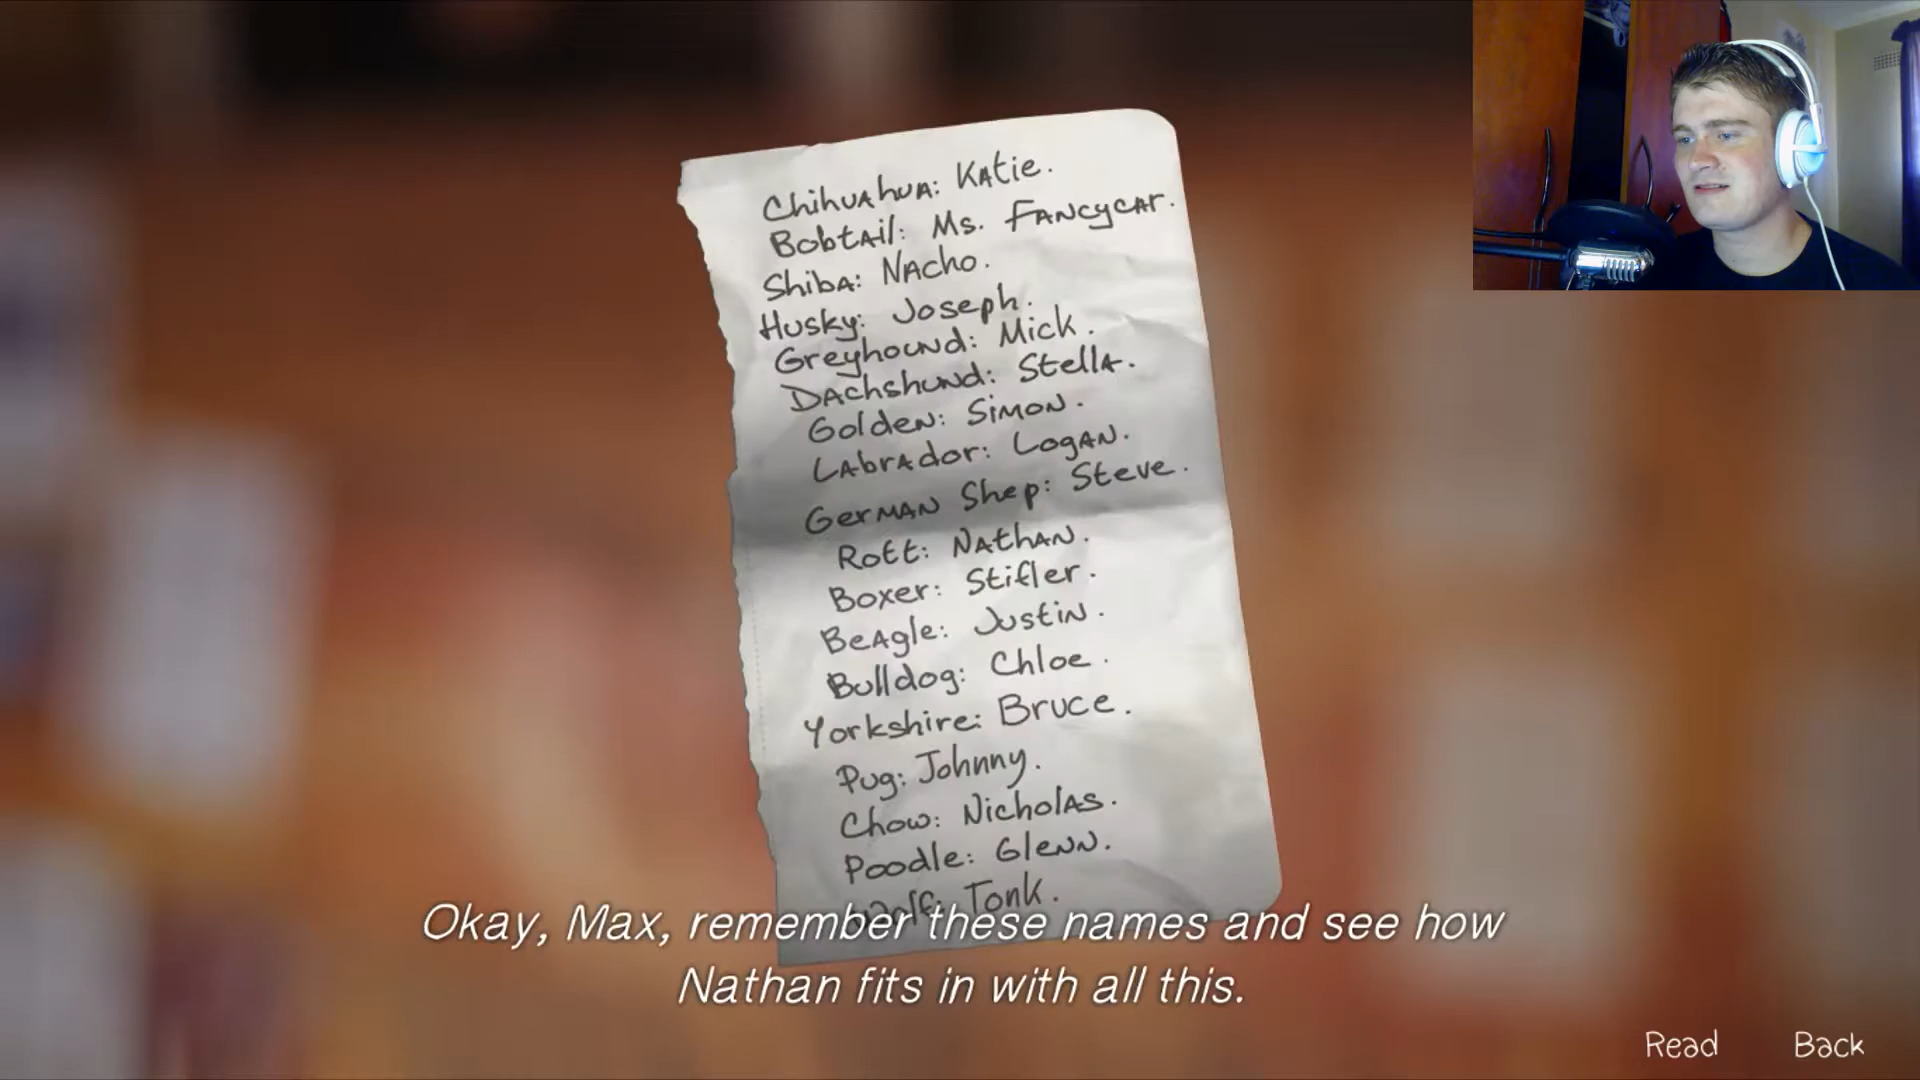 Chihuahua: Katie.
Bobtail: Ms. Fancycar.
Shiba: Nacho.
Husky: Joseph.
Greyhound: Mick.
Dachshund: Stella.
Golden: Simon.
Labrador: Logan.
German Shep: Steve.
Rott: Nathan.
Boxer: Stifler.
Beagle: Justin.
Bulldog: Chloe.
Yorkshire: Bruce.
Pug: Johnny.
Chow: Nicholas.
Poodle: Glenn.
Wolf: Tonk.
Okay, Max, remember these names and see how
Nathan fits in with all this.
Read Back